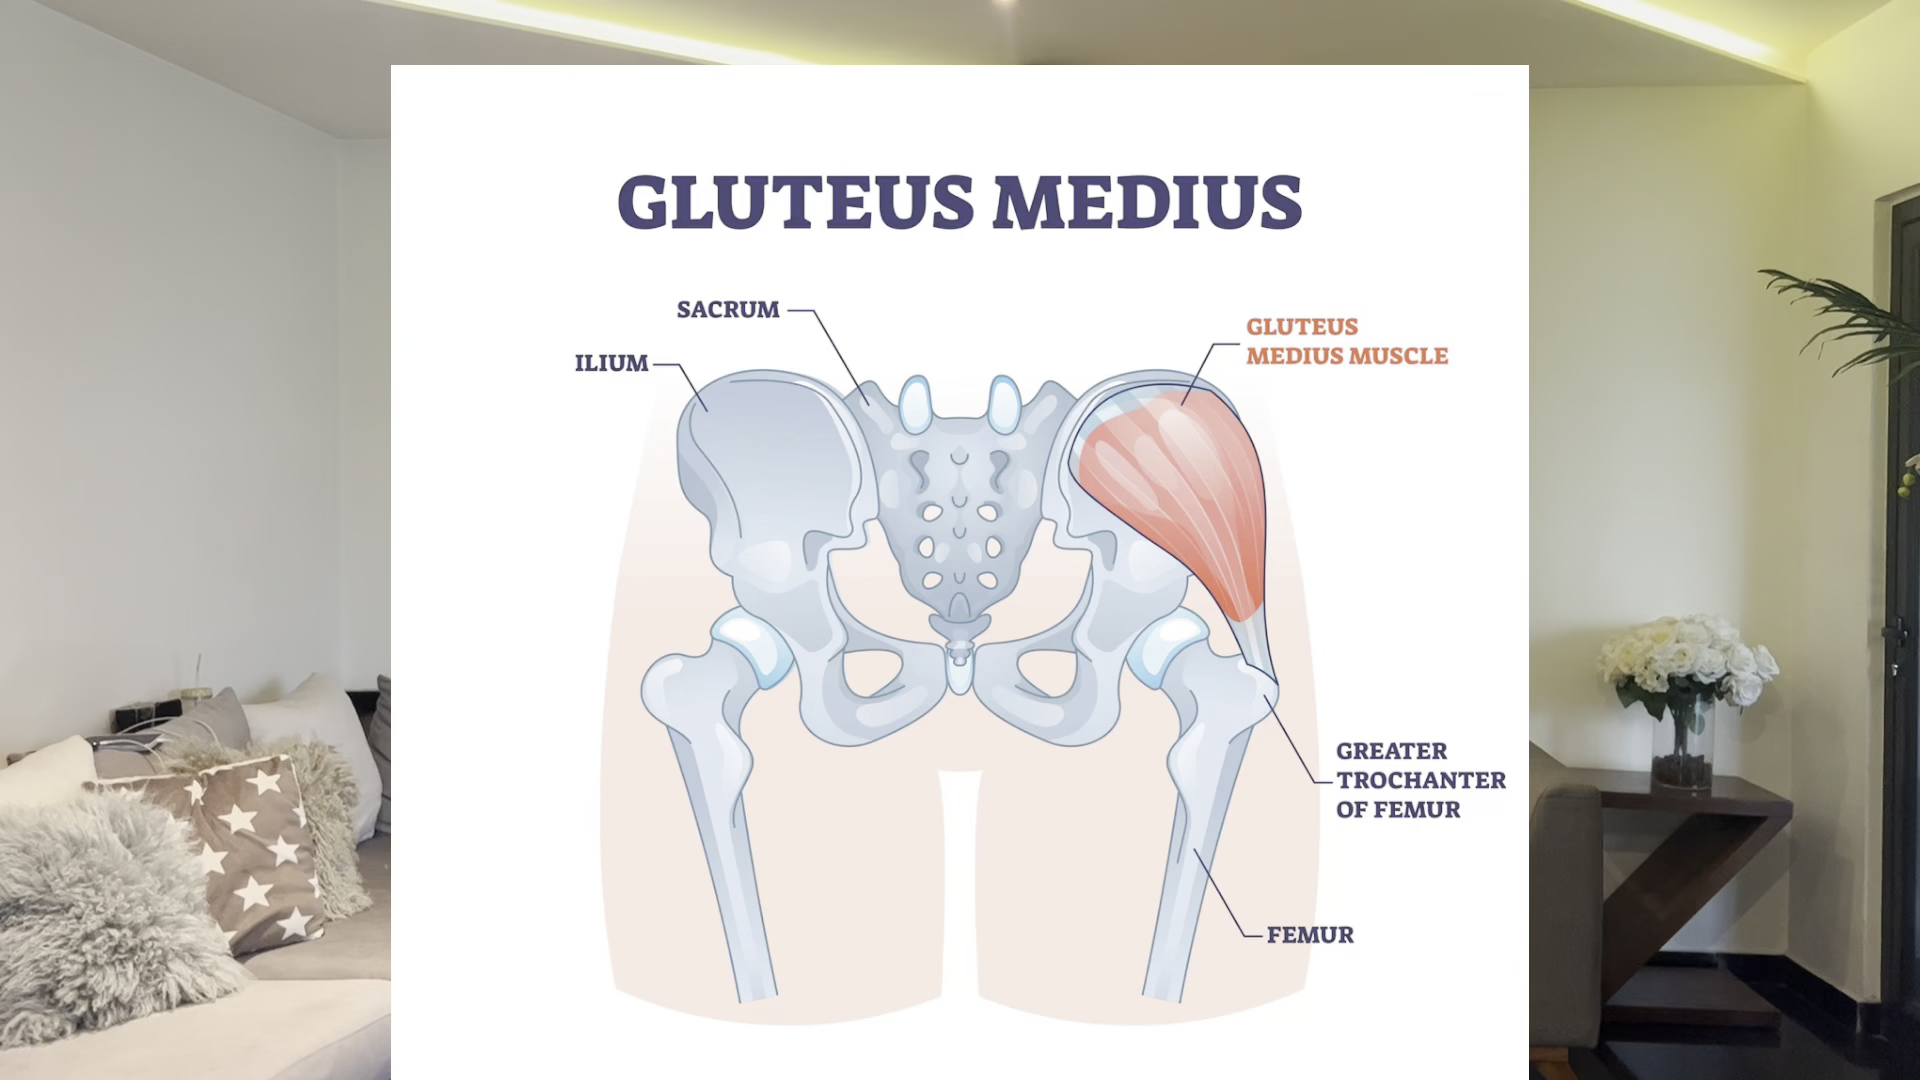 GLUTEUS MEDIUS
SACRUM
ILIUM
GLUTEUS
MEDIUS MUSCLE
GREATER
TROCHANTER
OF FEMUR
FEMUR